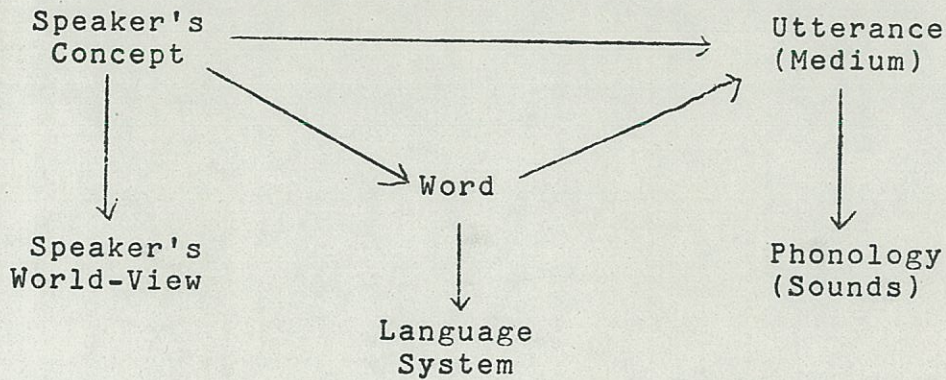 Speaker's
Concept
Utterance
(Medium)
Word
Speaker's
World-View
Phonology
(Sounds)
Language
System